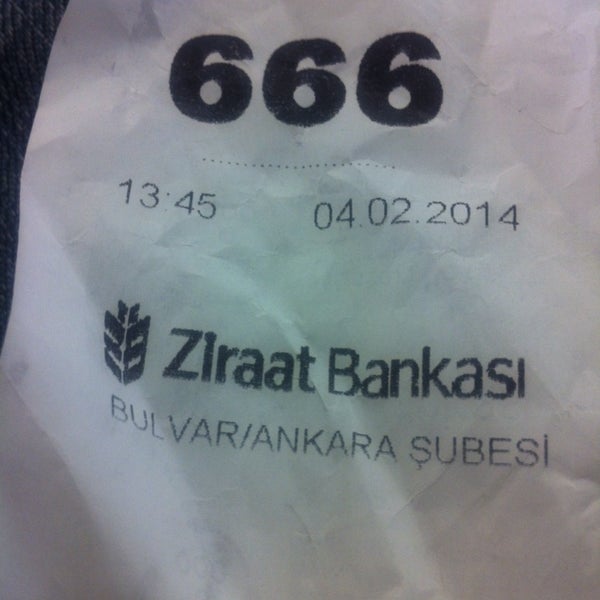 666
13:45 04.02.2014
Ziraat Bankası
BULVAR/ANKARA ŞUBESİ